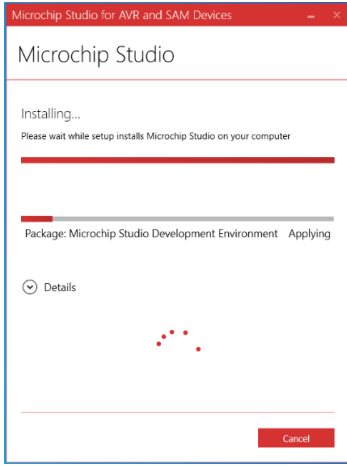 Microchip Studio for AVR and SAM Devices
Microchip Studio
Installing...
Please wait while setup installs Microchip Studio on your computer
Package: Microchip Studio Development Environment Applying
Details
Cancel